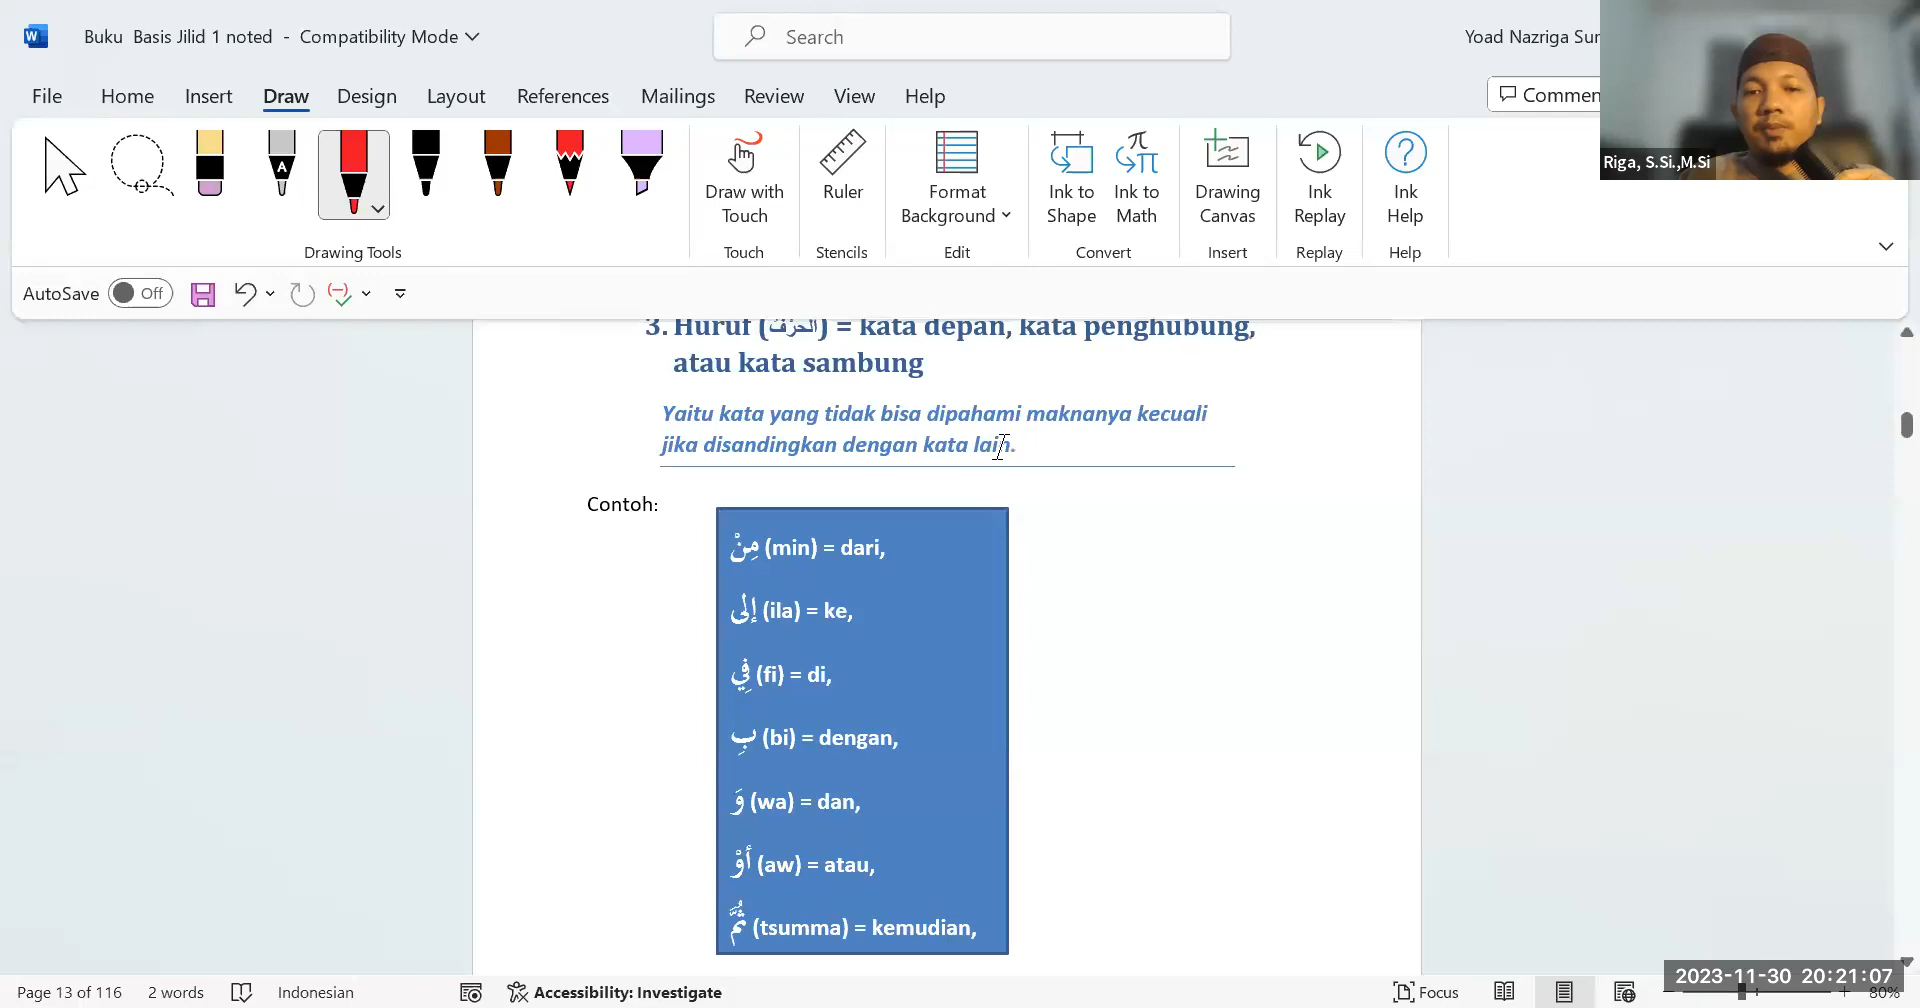 Buku Basis Jilid 1 noted - Compatibility Mode
Search
Yoad Nazriga Sur
File Home Insert Draw Design Layout References Mailings Review View Help
Commen
Riga, S.Si.,M.Si
A
Draw with Touch
Ruler
Format Background
Ink to Shape
Ink to Math
Drawing Canvas
Ink Replay
Ink Help
Drawing Tools Touch Stencils Edit Convert Insert Replay Help
AutoSave Off
3. Huruf (الحَرْفُ) = kata depan, kata penghubung,
atau kata sambung
Yaitu kata yang tidak bisa dipahami maknanya kecuali
jika disandingkan dengan kata lain.
Contoh:
مِنْ (min) = dari,
إلى (ila) = ke,
فِي (fi) = di,
بِ (bi) = dengan,
وَ (wa) = dan,
أوْ (aw) = atau,
ثُمَّ (tsumma) = kemudian,
Page 13 of 116 2 words Indonesian Accessibility: Investigate Focus 80%
2023-11-30 20:21:07